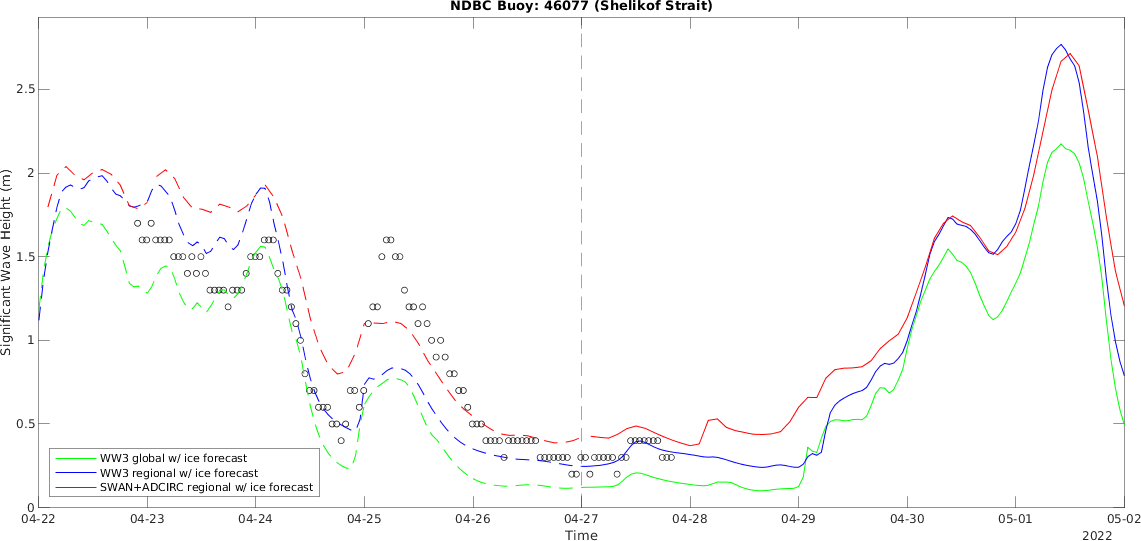 NDBC Buoy: 46077 (Shelikof Strait)
Significant Wave Height (m)
2.5
2
1.5
1
0.5
0
WW3 global w/ ice forecast
WW3 regional w/ ice forecast
SWAN+ADCIRC regional w/ ice forecast
04-22 04-23 04-24 04-25 04-26 04-27 04-28 04-29 04-30 05-01 05-02
Time 2022